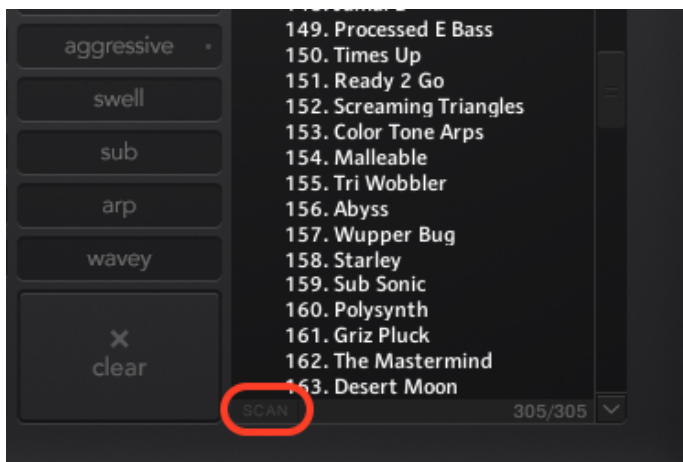 aggressive
swell
sub
arp
wavey
× clear
149. Processed E Bass
150. Times Up
151. Ready 2 Go
152. Screaming Triangles
153. Color Tone Arps
154. Malleable
155. Tri Wobbler
156. Abyss
157. Wupper Bug
158. Starley
159. Sub Sonic
160. Polysynth
161. Griz Pluck
162. The Mastermind
163. Desert Moon
SCAN
305/305